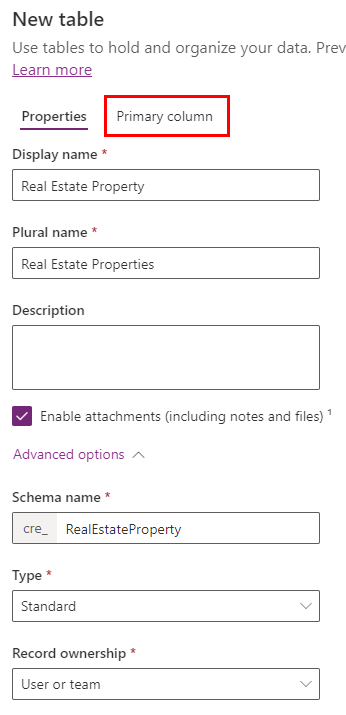 New table
Use tables to hold and organize your data. Prev
Learn more
Properties Primary column
Display name *
Real Estate Property
Plural name *
Real Estate Properties
Description
Enable attachments (including notes and files) ¹
Advanced options
Schema name *
cre_ RealEstateProperty
Type *
Standard
Record ownership *
User or team